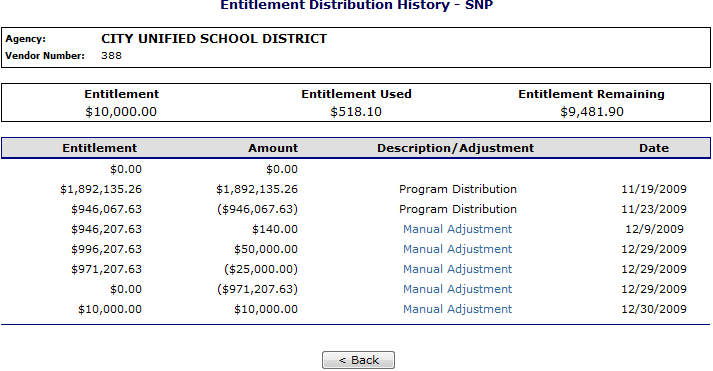 Entitlement Distribution History - SNP
Agency: CITY UNIFIED SCHOOL DISTRICT
Vendor Number: 388
Entitlement Entitlement Used Entitlement Remaining
$10,000.00 $518.10 $9,481.90
Entitlement Amount Description/Adjustment Date
$0.00 $0.00
$1,892,135.26 $1,892,135.26 Program Distribution 11/19/2009
$946,067.63 ($946,067.63) Program Distribution 11/23/2009
$946,207.63 $140.00 Manual Adjustment 12/9/2009
$996,207.63 $50,000.00 Manual Adjustment 12/29/2009
$971,207.63 ($25,000.00) Manual Adjustment 12/29/2009
$0.00 ($971,207.63) Manual Adjustment 12/29/2009
$10,000.00 $10,000.00 Manual Adjustment 12/30/2009
< Back